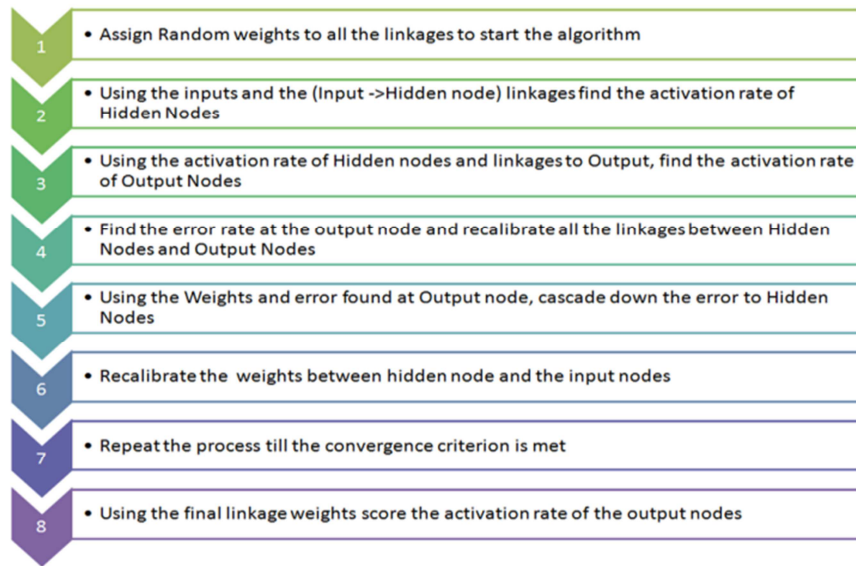 1
• Assign Random weights to all the linkages to start the algorithm
2
• Using the inputs and the (Input ->Hidden node) linkages find the activation rate of
Hidden Nodes
3
• Using the activation rate of Hidden nodes and linkages to Output, find the activation rate
of Output Nodes
4
• Find the error rate at the output node and recalibrate all the linkages between Hidden
Nodes and Output Nodes
5
• Using the Weights and error found at Output node, cascade down the error to Hidden
Nodes
6
• Recalibrate the weights between hidden node and the input nodes
7
• Repeat the process till the convergence criterion is met
8
• Using the final linkage weights score the activation rate of the output nodes